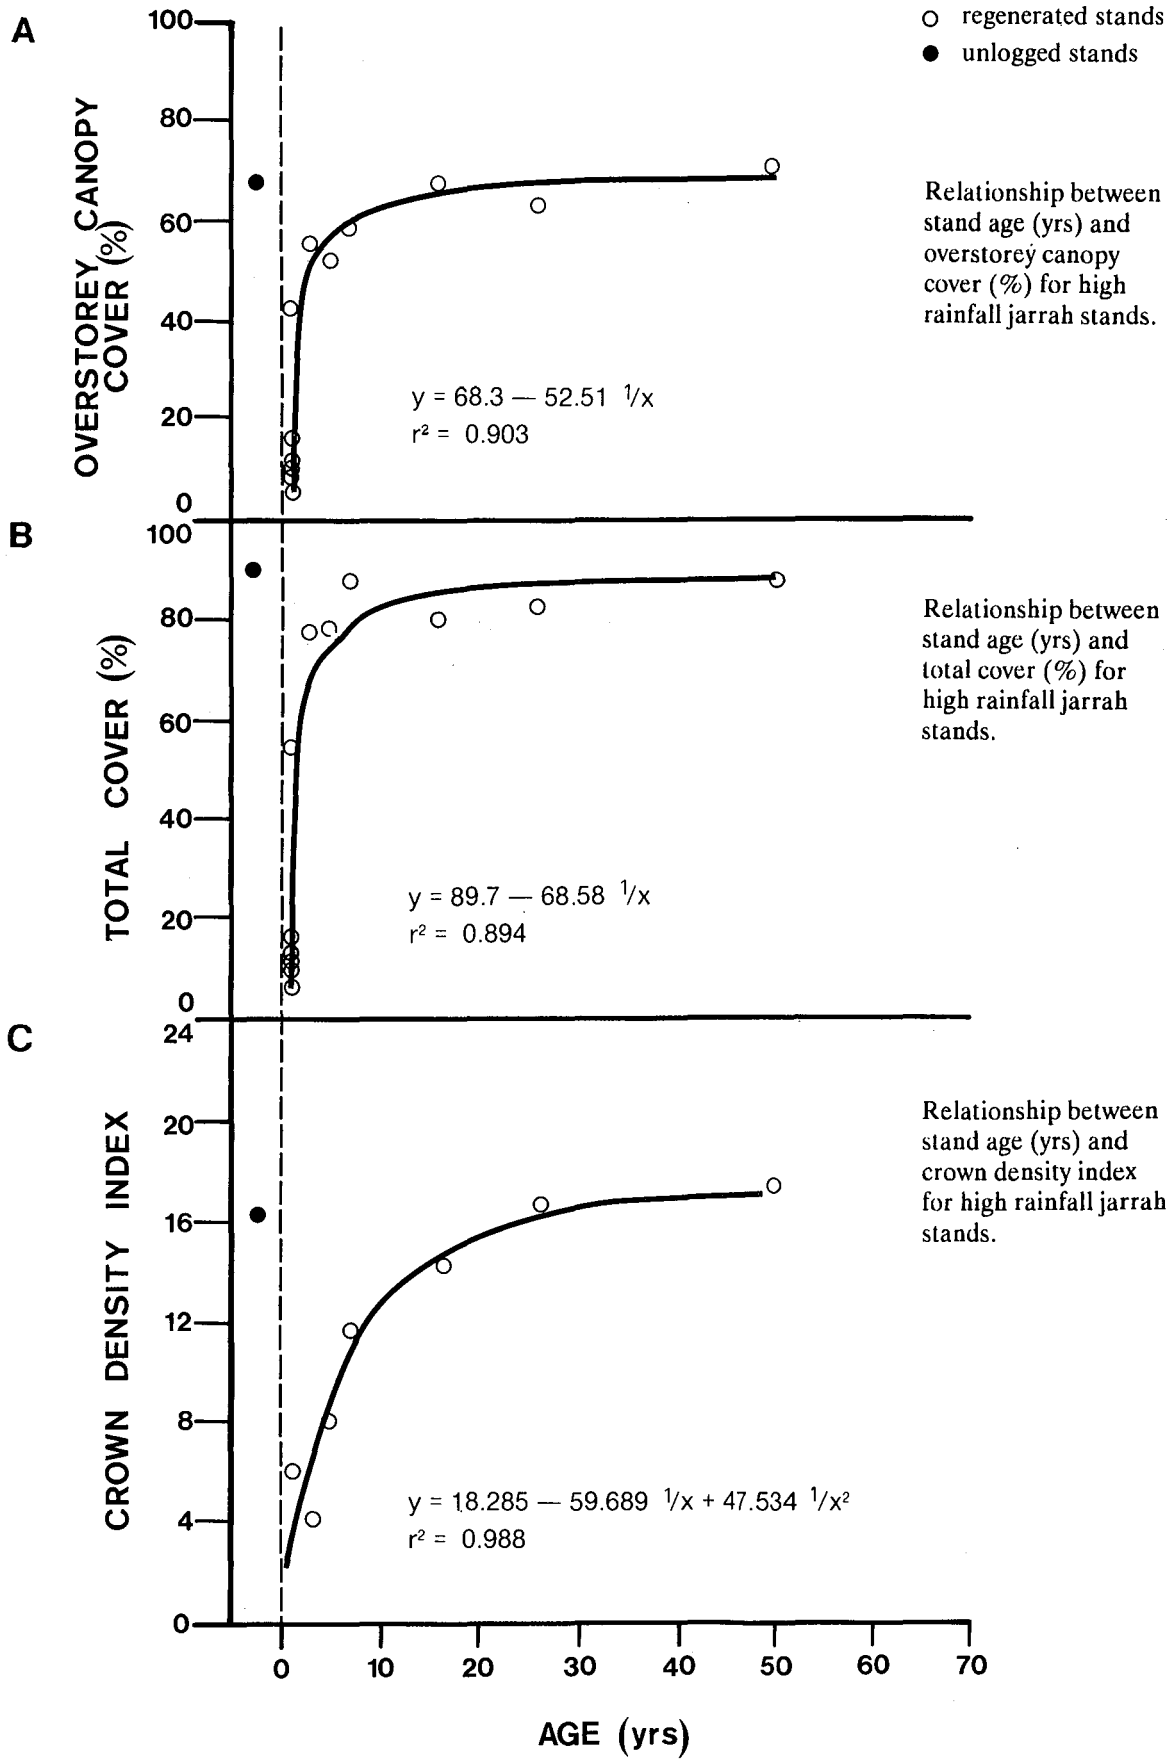 A
○ regenerated stands
● unlogged stands
OVERSTOREY CANOPY
COVER (%)
100
80
60
40
20
0
Relationship between
stand age (yrs) and
overstorey canopy
cover (%) for high
rainfall jarrah stands.
y = 68.3 — 52.51 1/x
r² = 0.903
B
TOTAL COVER (%)
100
80
60
40
20
0
Relationship between
stand age (yrs) and
total cover (%) for
high rainfall jarrah
stands.
y = 89.7 — 68.58 1/x
r² = 0.894
C
CROWN DENSITY INDEX
24
20
16
12
8
4
0
Relationship between
stand age (yrs) and
crown density index
for high rainfall jarrah
stands.
y = 18.285 — 59.689 1/x + 47.534 1/x²
r² = 0.988
0 10 20 30 40 50 60 70
AGE (yrs)